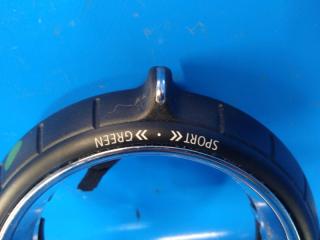 SPORT » • « GREEN